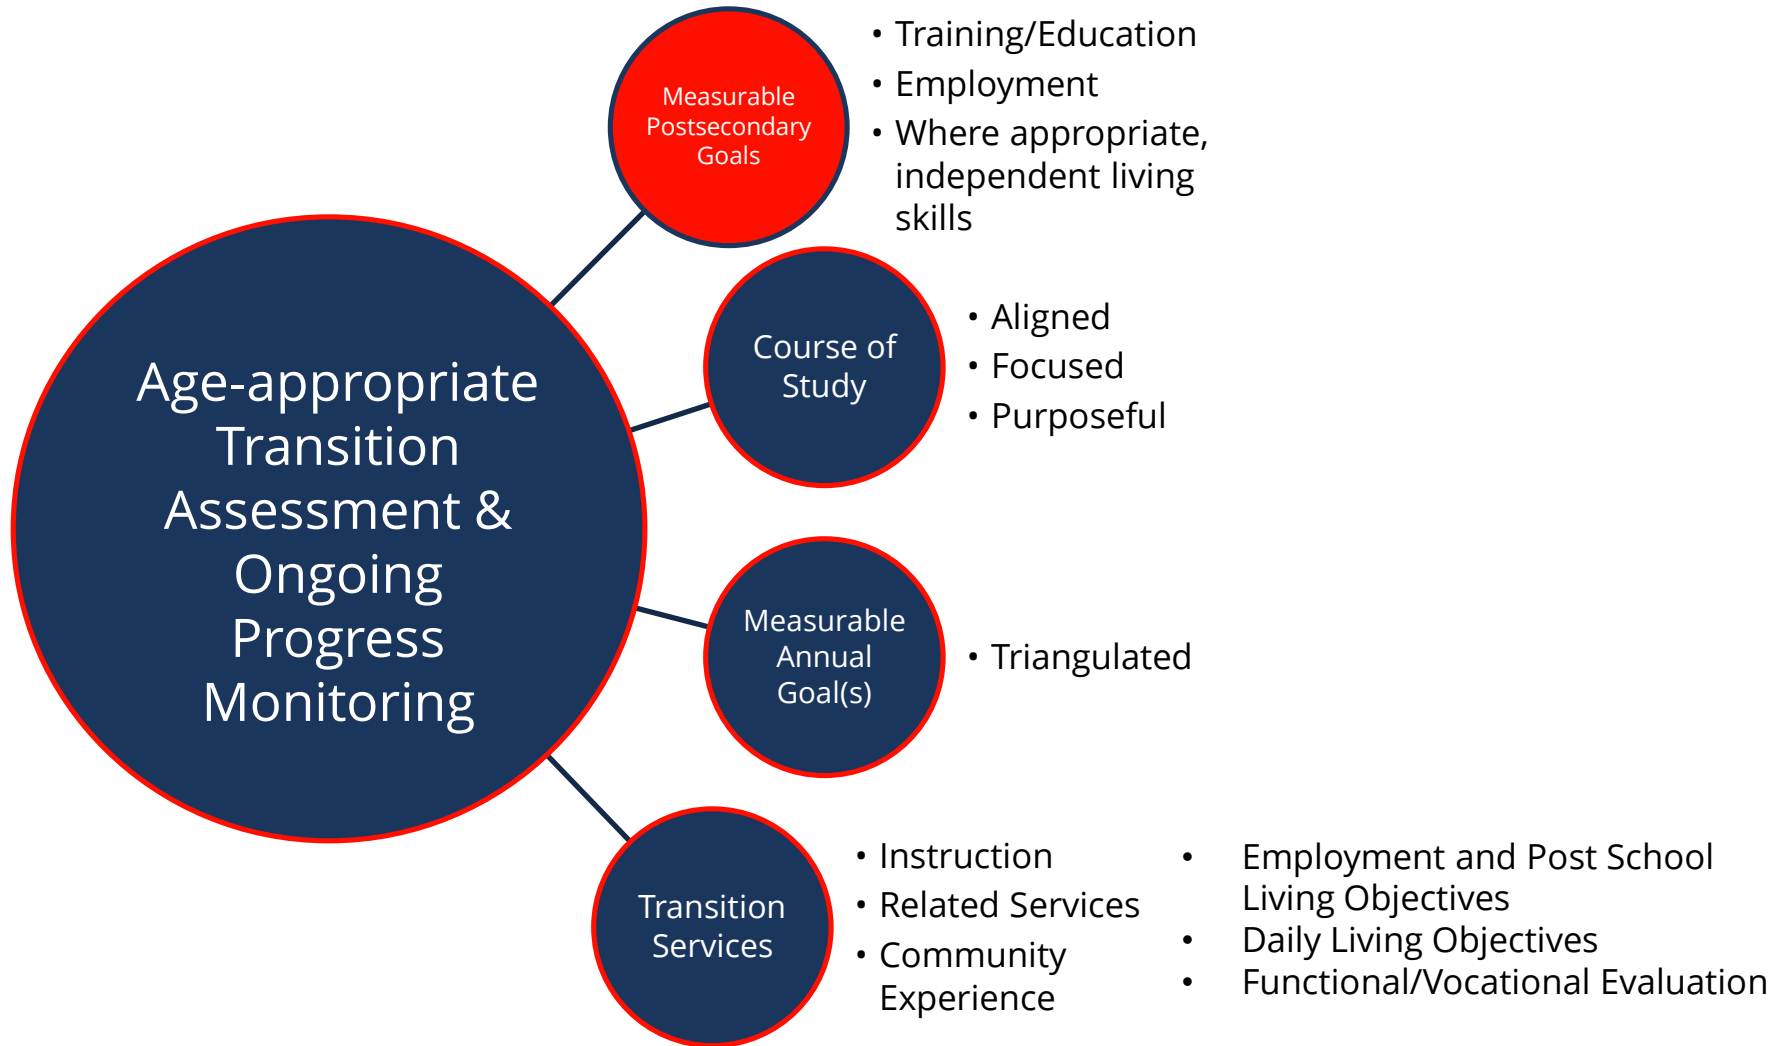 Age-appropriate
Transition
Assessment &
Ongoing
Progress
Monitoring
Measurable
Postsecondary
Goals
• Training/Education
• Employment
• Where appropriate,
independent living
skills
Course of
Study
• Aligned
• Focused
• Purposeful
Measurable
Annual
Goal(s)
• Triangulated
Transition
Services
• Instruction
• Related Services
• Community
Experience
• Employment and Post School
Living Objectives
• Daily Living Objectives
• Functional/Vocational Evaluation